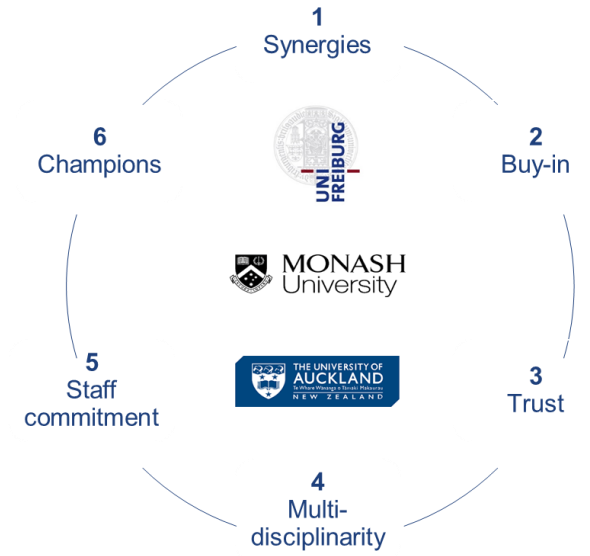 1
Synergies
6
Champions
2
Buy-in
UNI
FREIBURG
MONASH
University
THE UNIVERSITY OF
AUCKLAND
Te Whare Wānanga o Tāmaki Makaurau
NEW ZEALAND
5
Staff
commitment
3
Trust
4
Multi-
disciplinarity